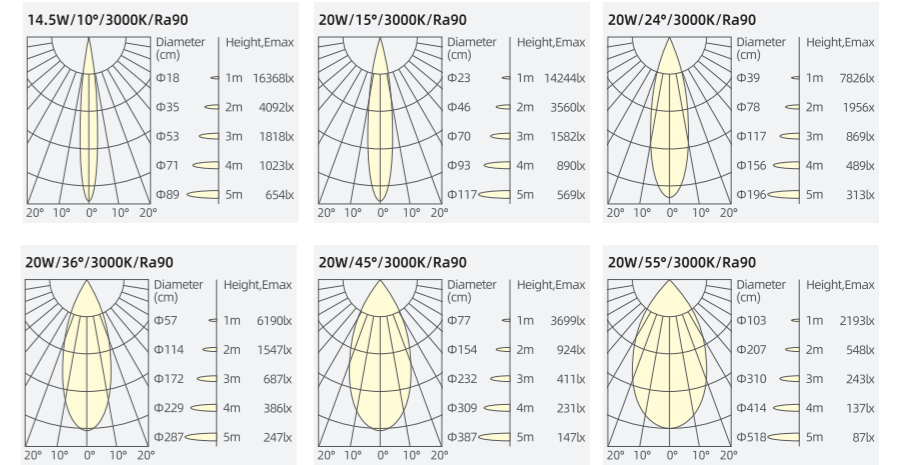 14.5W/10°/3000K/Ra90
Diameter Height,Emax
(cm)
Φ18 1m 16368lx
Φ35 2m 4092lx
Φ53 3m 1818lx
Φ71 4m 1023lx
Φ89 5m 654lx
20° 10° 0° 10° 20°
20W/15°/3000K/Ra90
Diameter Height,Emax
(cm)
Φ23 1m 14244lx
Φ46 2m 3560lx
Φ70 3m 1582lx
Φ93 4m 890lx
Φ117 5m 569lx
20° 10° 0° 10° 20°
20W/24°/3000K/Ra90
Diameter Height,Emax
(cm)
Φ39 1m 7826lx
Φ78 2m 1956lx
Φ117 3m 869lx
Φ156 4m 489lx
Φ196 5m 313lx
20° 10° 0° 10° 20°
20W/36°/3000K/Ra90
Diameter Height,Emax
(cm)
Φ57 1m 6190lx
Φ114 2m 1547lx
Φ172 3m 687lx
Φ229 4m 386lx
Φ287 5m 247lx
20° 10° 0° 10° 20°
20W/45°/3000K/Ra90
Diameter Height,Emax
(cm)
Φ77 1m 3699lx
Φ154 2m 924lx
Φ232 3m 411lx
Φ309 4m 231lx
Φ387 5m 147lx
20° 10° 0° 10° 20°
20W/55°/3000K/Ra90
Diameter Height,Emax
(cm)
Φ103 1m 2193lx
Φ207 2m 548lx
Φ310 3m 243lx
Φ414 4m 137lx
Φ518 5m 87lx
20° 10° 0° 10° 20°